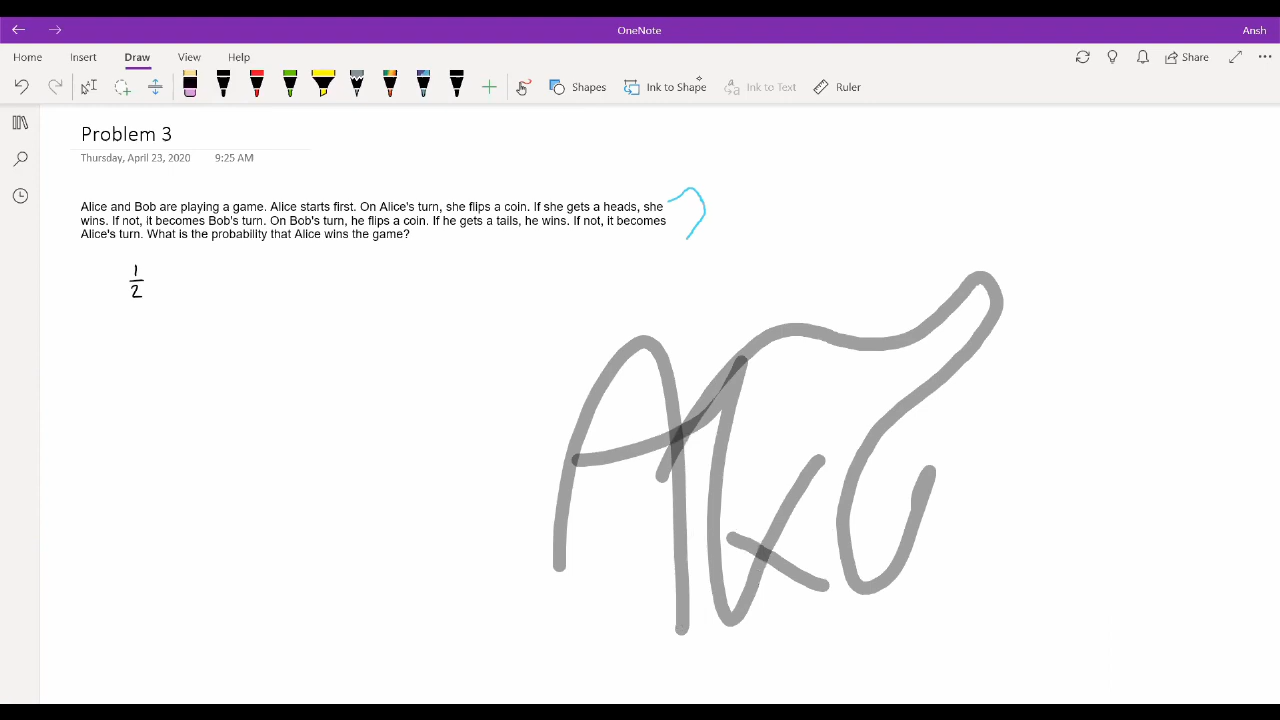 OneNote
Ansh
Home Insert Draw View Help
Share
Shapes
Ink to Shape
Ink to Text
Ruler
Problem 3
Thursday, April 23, 2020 9:25 AM
Alice and Bob are playing a game. Alice starts first. On Alice's turn, she flips a coin. If she gets a heads, she
wins. If not, it becomes Bob's turn. On Bob's turn, he flips a coin. If he gets a tails, he wins. If not, it becomes
Alice's turn. What is the probability that Alice wins the game?
1
2